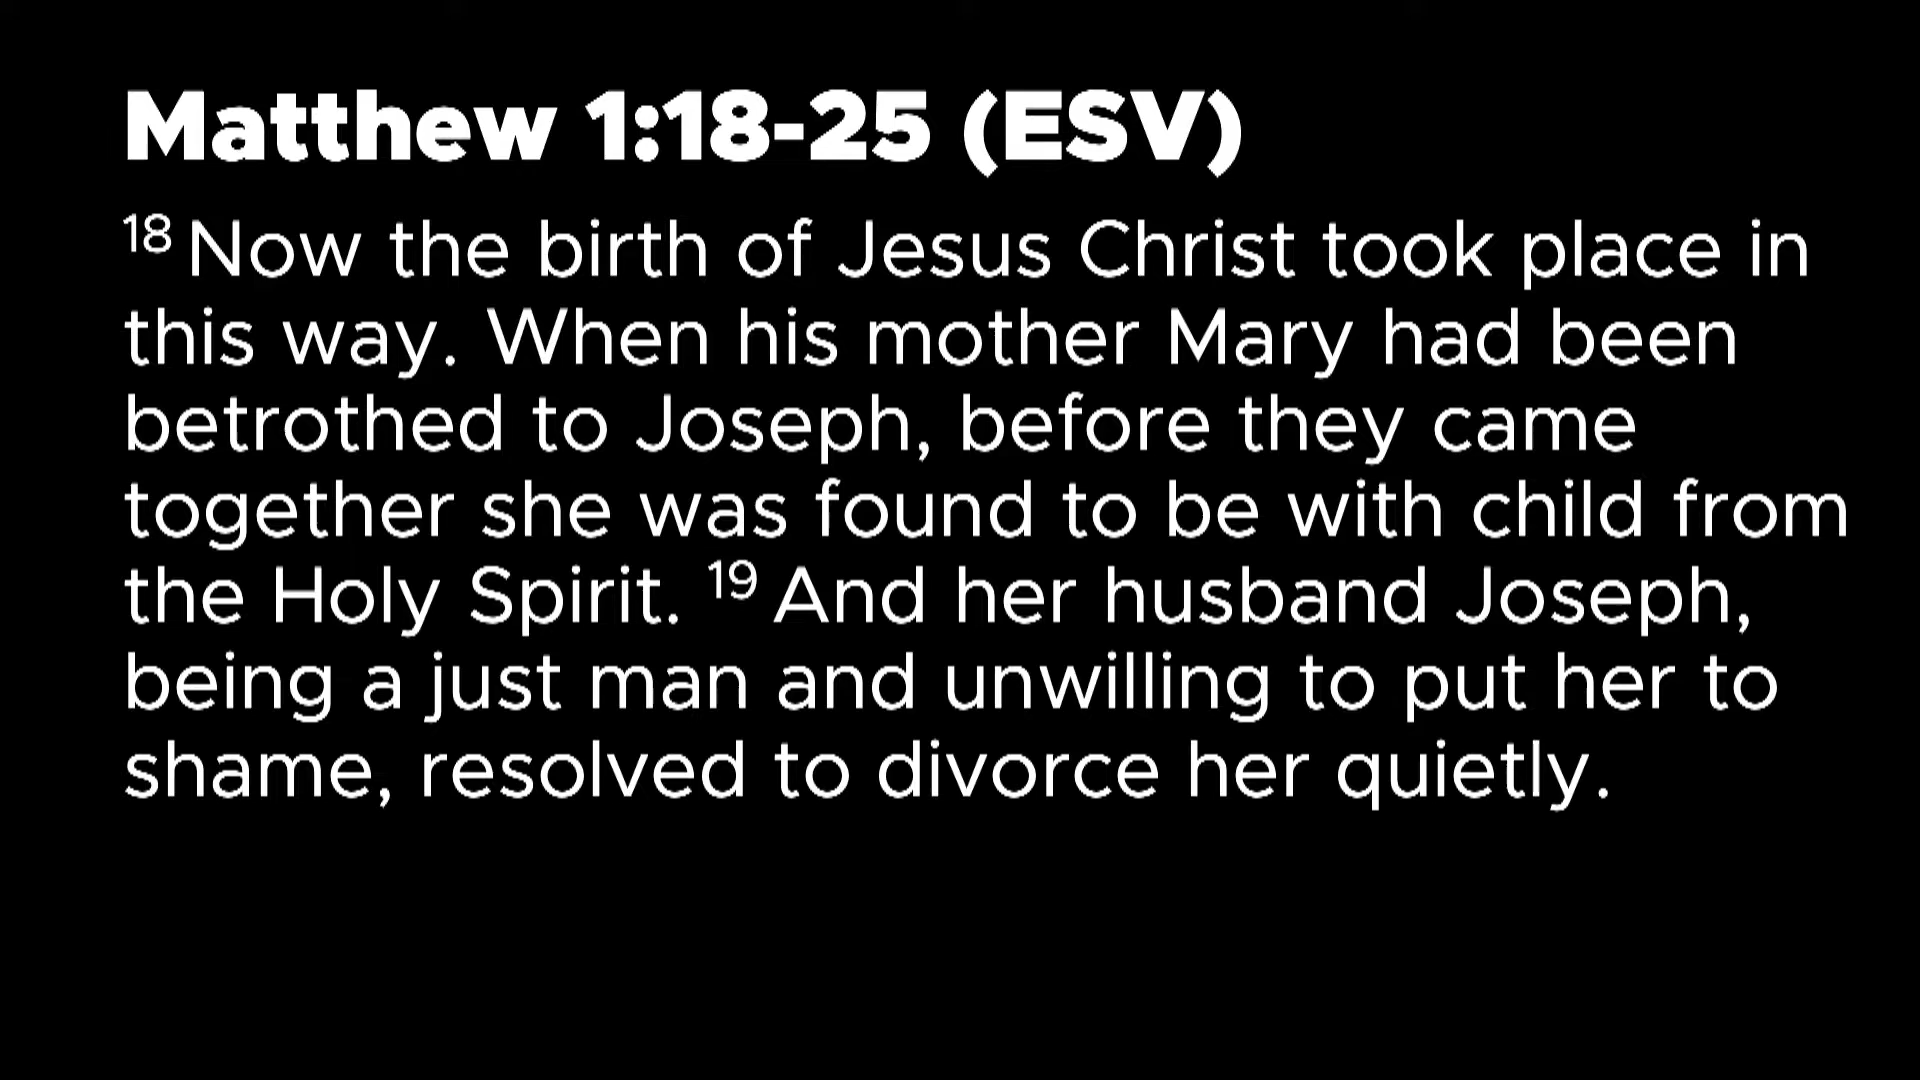 Matthew 1:18-25 (ESV)
18 Now the birth of Jesus Christ took place in
this way. When his mother Mary had been
betrothed to Joseph, before they came
together she was found to be with child from
the Holy Spirit. 19 And her husband Joseph,
being a just man and unwilling to put her to
shame, resolved to divorce her quietly.